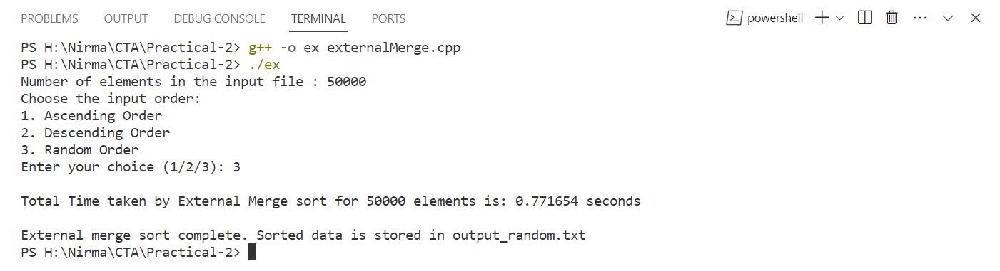 PROBLEMS OUTPUT DEBUG CONSOLE TERMINAL PORTS powershell
PS H:\Nirma\CTA\Practical-2> g++ -o ex externalMerge.cpp
PS H:\Nirma\CTA\Practical-2> ./ex
Number of elements in the input file : 50000
Choose the input order:
1. Ascending Order
2. Descending Order
3. Random Order
Enter your choice (1/2/3): 3
Total Time taken by External Merge sort for 50000 elements is: 0.771654 seconds
External merge sort complete. Sorted data is stored in output_random.txt
PS H:\Nirma\CTA\Practical-2>